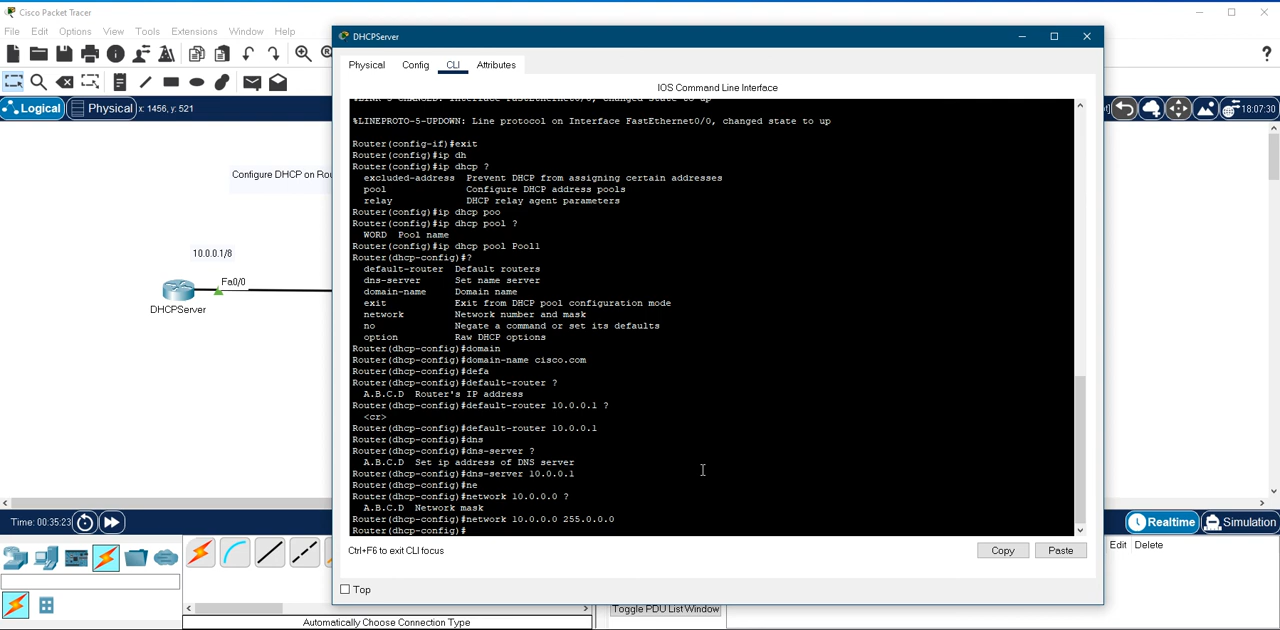 Cisco Packet Tracer
File Edit Options View Tools Extensions Window Help
?
Logical Physical x: 1456, y: 521
18:07:30
Configure DHCP on Rou
10.0.0.1/8
Fa0/0
DHCPServer
DHCPServer
Physical Config CLI Attributes
IOS Command Line Interface
%LINEPROTO-5-UPDOWN: Line protocol on Interface FastEthernet0/0, changed state to up
Router(config-if)#exit
Router(config)#ip dh
Router(config)#ip dhcp ?
excluded-address Prevent DHCP from assigning certain addresses
pool Configure DHCP address pools
relay DHCP relay agent parameters
Router(config)#ip dhcp poo
Router(config)#ip dhcp pool ?
WORD Pool name
Router(config)#ip dhcp pool Pool1
Router(dhcp-config)#?
default-router Default routers
dns-server Set name server
domain-name Domain name
exit Exit from DHCP pool configuration mode
network Network number and mask
no Negate a command or set its defaults
option Raw DHCP options
Router(dhcp-config)#domain
Router(dhcp-config)#domain-name cisco.com
Router(dhcp-config)#defa
Router(dhcp-config)#default-router ?
A.B.C.D Router's IP address
Router(dhcp-config)#default-router 10.0.0.1 ?
<cr>
Router(dhcp-config)#default-router 10.0.0.1
Router(dhcp-config)#dns
Router(dhcp-config)#dns-server ?
A.B.C.D Set ip address of DNS server
Router(dhcp-config)#dns-server 10.0.0.1
Router(dhcp-config)#ne
Router(dhcp-config)#network 10.0.0.0 ?
A.B.C.D Network mask
Router(dhcp-config)#network 10.0.0.0 255.0.0.0
Router(dhcp-config)#
Ctrl+F6 to exit CLI focus
Copy Paste
Top
Time: 00:35:23
Realtime Simulation
Edit Delete
Toggle PDU List Window
Automatically Choose Connection Type